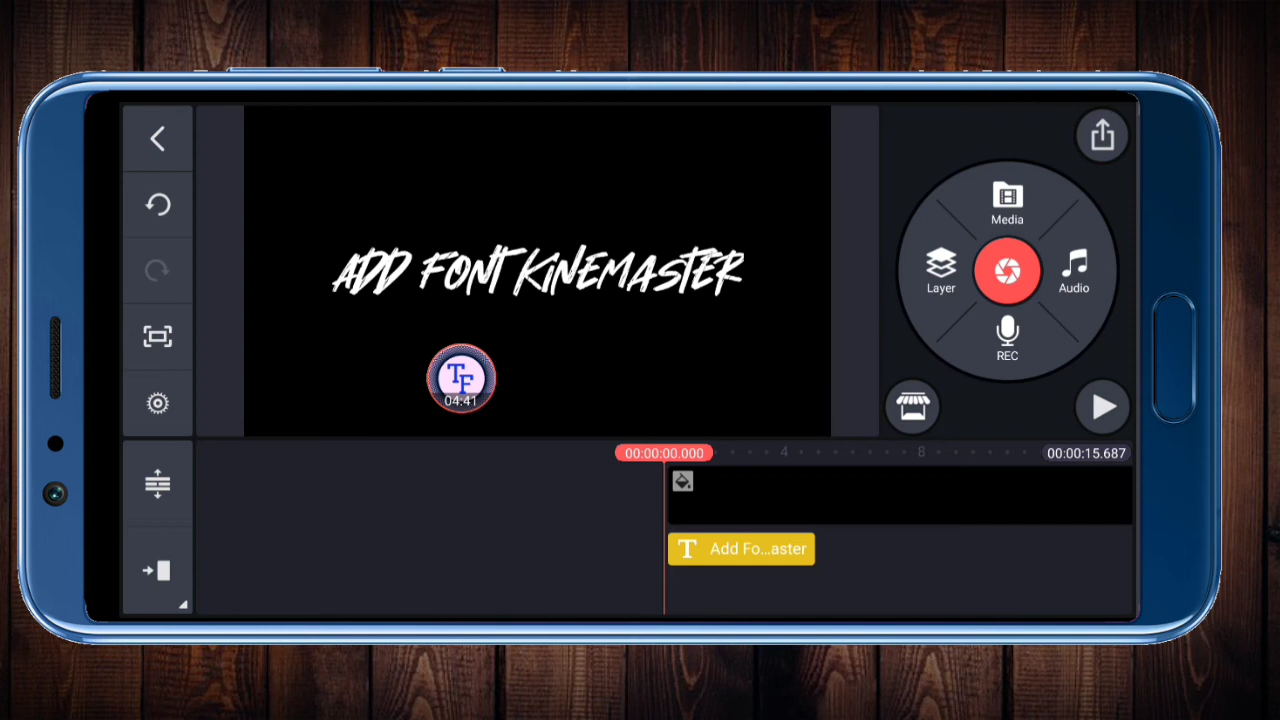 Media
Layer
Audio
REC
ADD FONT KINEMASTER
TF
04:41
00:00:00.000
4
8
00:00:15.687
T Add Fo...aster